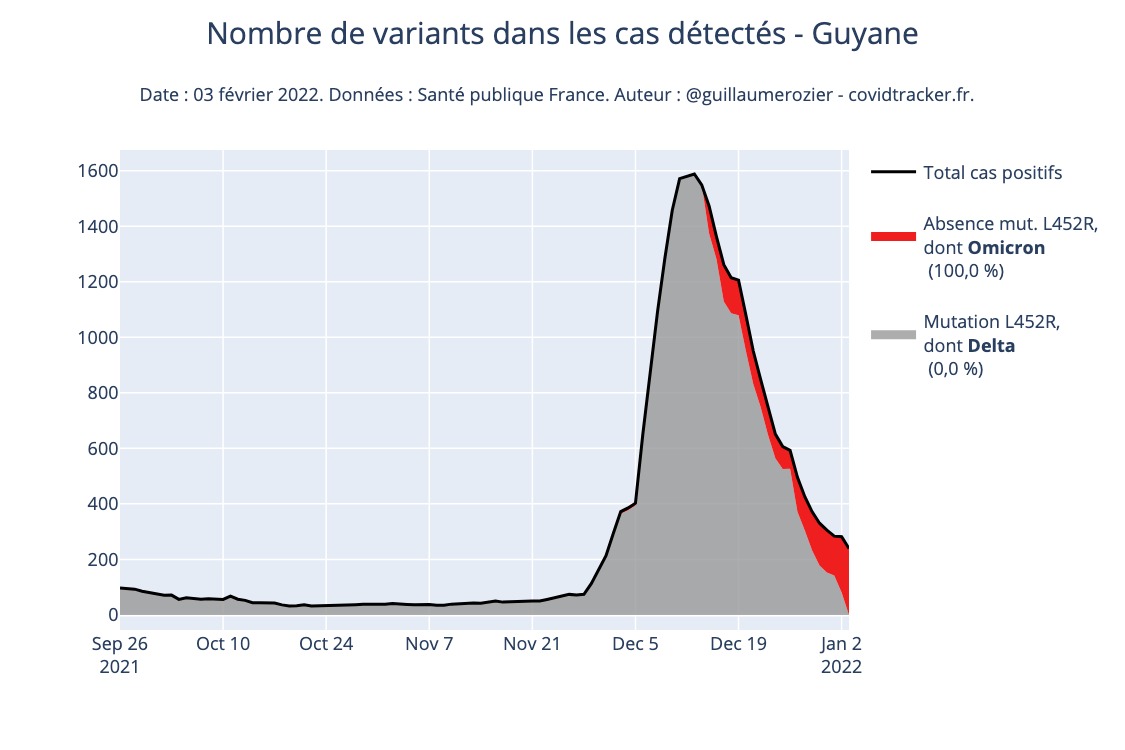 Nombre de variants dans les cas détectés - Guyane
Date : 03 février 2022. Données : Santé publique France. Auteur : @guillaumerozier - covidtracker.fr.
1600
1400
1200
1000
800
600
400
200
0
Sep 26
2021
Oct 10
Oct 24
Nov 7
Nov 21
Dec 5
Dec 19
Jan 2
2022
Total cas positifs
Absence mut. L452R,
dont Omicron
(100,0 %)
Mutation L452R,
dont Delta
(0,0 %)